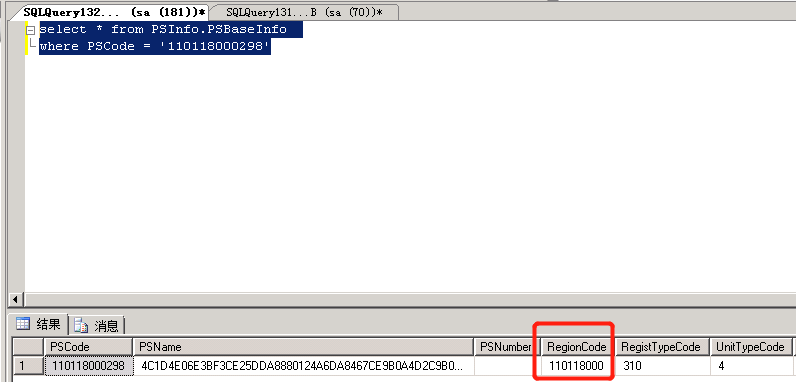 SQLQuery132... (sa (181))* SQLQuery131...B (sa (70))*
select * from PSInfo.PSBaseInfo
where PSCode = '110118000298'
结果 消息
PSCode PSName PSNumber RegionCode RegistTypeCode UnitTypeCode
1 110118000298 4C1D4E06E3BF3CE25DDA8880124A6DA8467CE9B0A4D2C9B0... 110118000 310 4